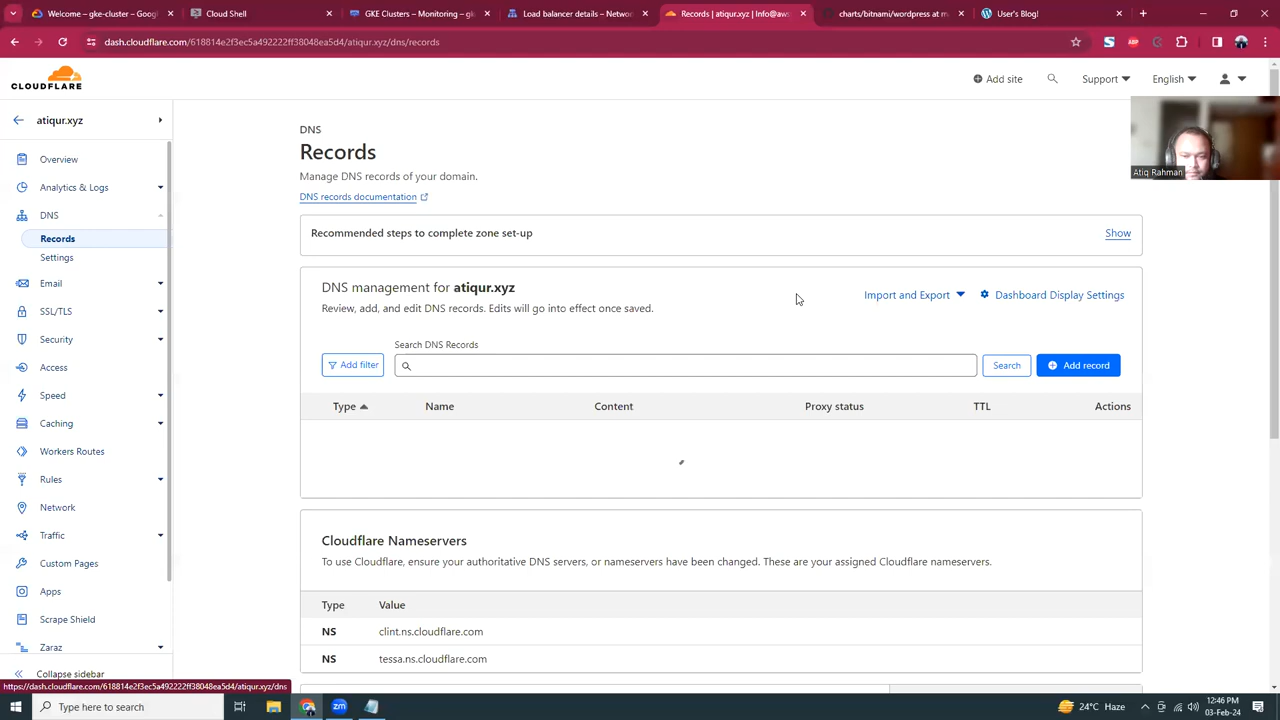 Welcome cluster – Googl
Cloud Shell
GKE Clusters – Monitoring – gk
Load balancer details – Networ
Records | atiqur.xyz | Info@aws
charts/bitnami/wordpress at m
User's Blog!
dash.cloudflare.com/618814e2f3ec5a492222ff38048ea5d4/atiqur.xyz/dns/records
CLOUDFLARE
Add site
Support
English
atiqur.xyz
Overview
Analytics & Logs
DNS
Records
Settings
Email
SSL/TLS
Security
Access
Speed
Caching
Workers Routes
Rules
Network
Traffic
Custom Pages
Apps
Scrape Shield
Zaraz
Collapse sidebar
https://dash.cloudflare.com/618814e2f3ec5a492222ff38048ea5d4/atiqur.xyz/dns
DNS
Records
Manage DNS records of your domain.
DNS records documentation
Recommended steps to complete zone set-up
Show
DNS management for atiqur.xyz
Review, add, and edit DNS records. Edits will go into effect once saved.
Import and Export
Dashboard Display Settings
Search DNS Records
Add filter
Search
Add record
Type Name Content Proxy status TTL Actions
Cloudflare Nameservers
To use Cloudflare, ensure your authoritative DNS servers, or nameservers have been changed. These are your assigned Cloudflare nameservers.
Type Value
NS clint.ns.cloudflare.com
NS tessa.ns.cloudflare.com
Atiq Rahman
Type here to search
24°C Haze
12:46 PM
03-Feb-24